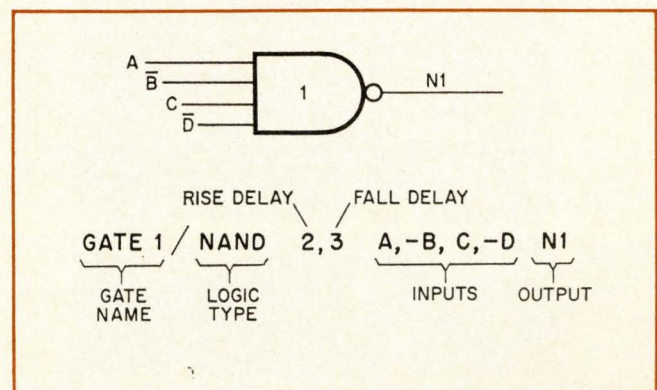 A
B̅
C
D̅
1
N1
RISE DELAY FALL DELAY
GATE 1 / NAND 2,3 A,-B, C,-D N1
GATE NAME
LOGIC TYPE
INPUTS
OUTPUT